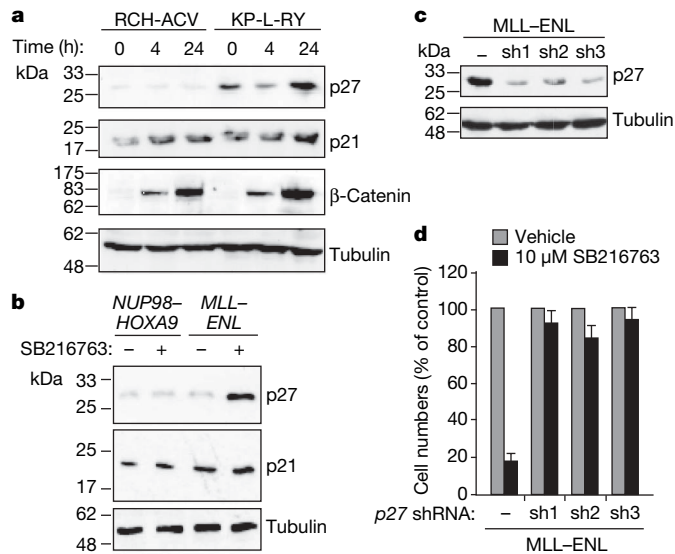 a
RCH-ACV KP-L-RY
Time (h): 0 4 24 0 4 24
kDa
33
25
p27
25
17
p21
175
83
62
β-Catenin
62
48
Tubulin
b
NUP98–HOXA9 MLL–ENL
SB216763: – + – +
kDa
33
25
p27
25
17
p21
62
48
Tubulin
c
MLL–ENL
kDa – sh1 sh2 sh3
33
25
p27
62
48
Tubulin
d
Vehicle
10 μM SB216763
Cell numbers (% of control)
120
100
80
60
40
20
0
p27 shRNA: – sh1 sh2 sh3
MLL–ENL